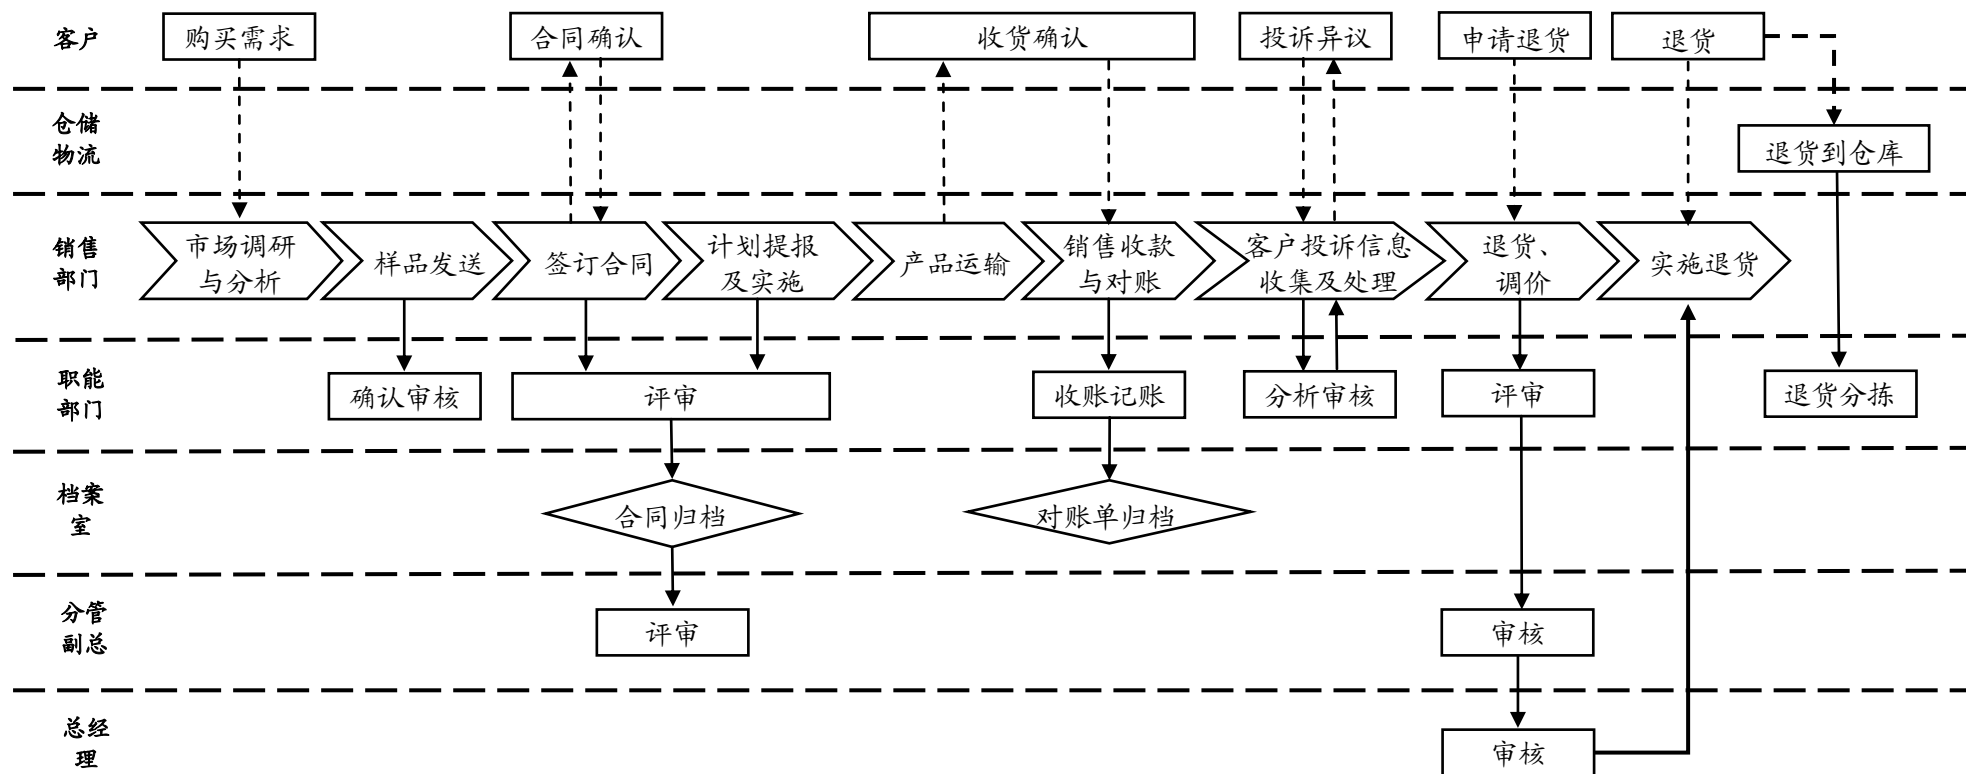 客户
购买需求
合同确认
收货确认
投诉异议
申请退货
退货
仓储
物流
退货到仓库
销售
部门
市场调研
与分析
样品发送
签订合同
计划提报
及实施
产品运输
销售收款
与对账
客户投诉信息
收集及处理
退货、
调价
实施退货
职能
部门
确认审核
评审
收账记账
分析审核
评审
退货分拣
档案
室
合同归档
对账单归档
分管
副总
评审
审核
总经
理
审核